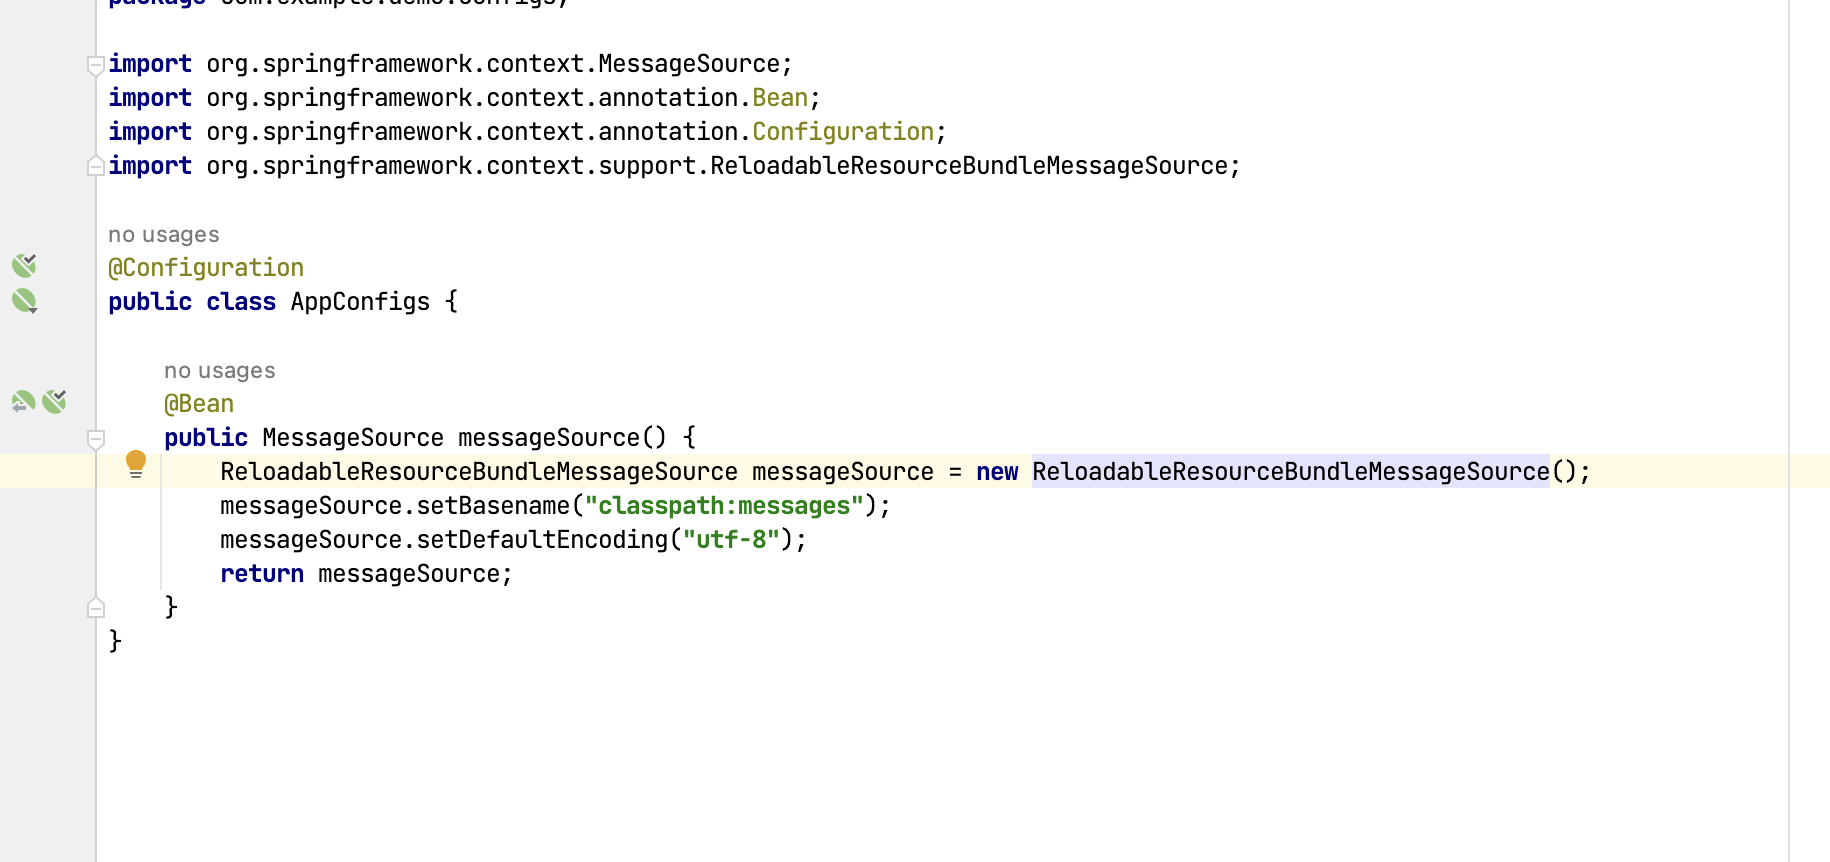 package com.example.demo.configs;
import org.springframework.context.MessageSource;
import org.springframework.context.annotation.Bean;
import org.springframework.context.annotation.Configuration;
import org.springframework.context.support.ReloadableResourceBundleMessageSource;
no usages
@Configuration
public class AppConfigs {
no usages
@Bean
public MessageSource messageSource() {
ReloadableResourceBundleMessageSource messageSource = new ReloadableResourceBundleMessageSource();
messageSource.setBasename("classpath:messages");
messageSource.setDefaultEncoding("utf-8");
return messageSource;
}
}